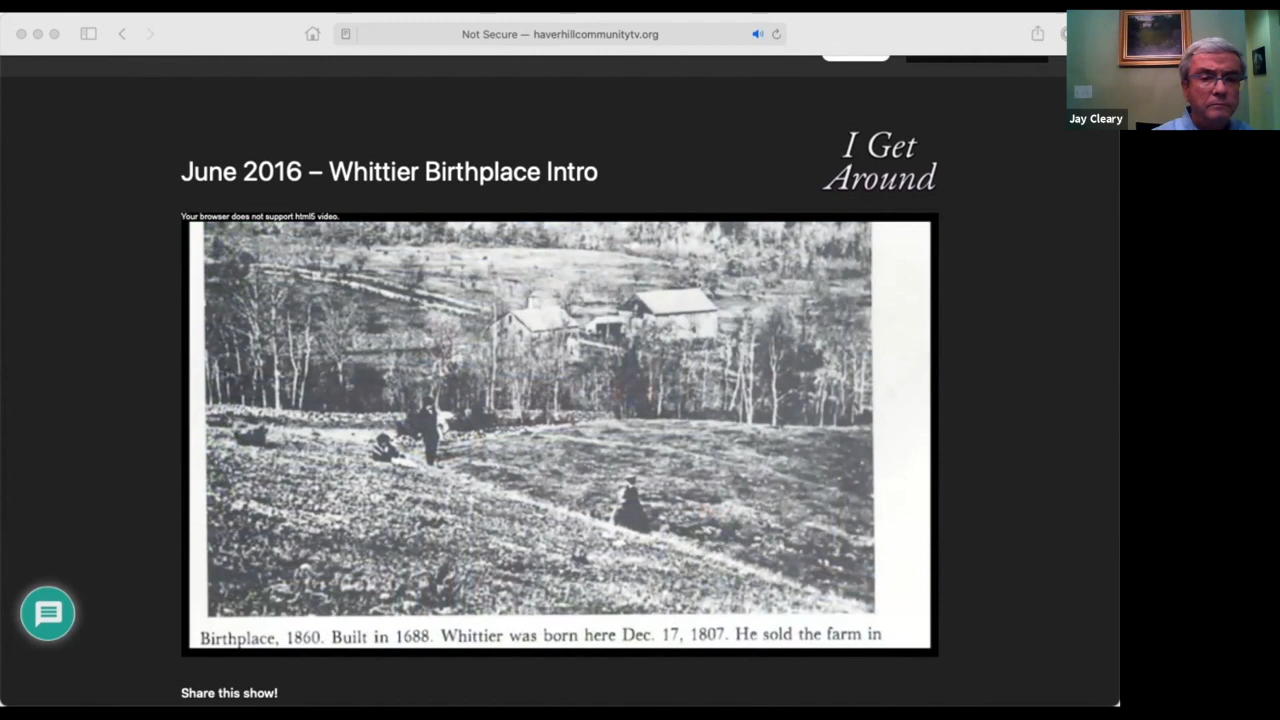 Not Secure — haverhillcommunitytv.org
Jay Cleary
I Get
Around
June 2016 – Whittier Birthplace Intro
Your browser does not support html5 video.
Birthplace, 1860. Built in 1688. Whittier was born here Dec. 17, 1807. He sold the farm in
Share this show!